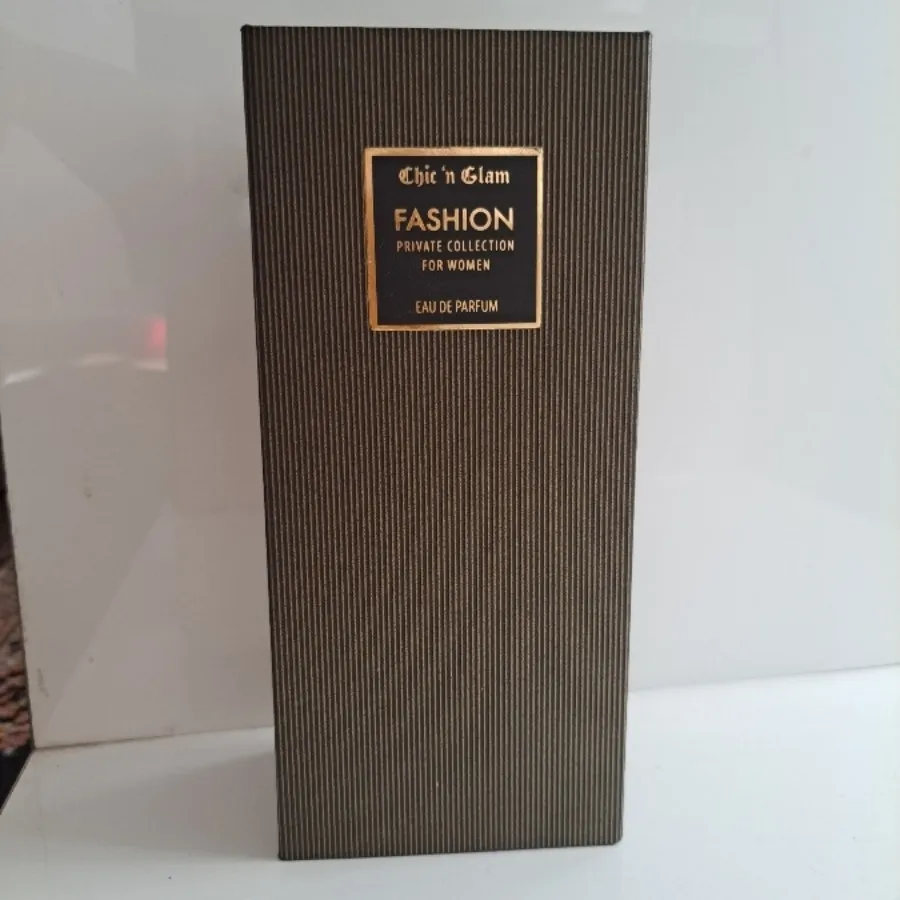 Chic 'n Glam
FASHION
PRIVATE COLLECTION
FOR WOMEN
EAU DE PARFUM